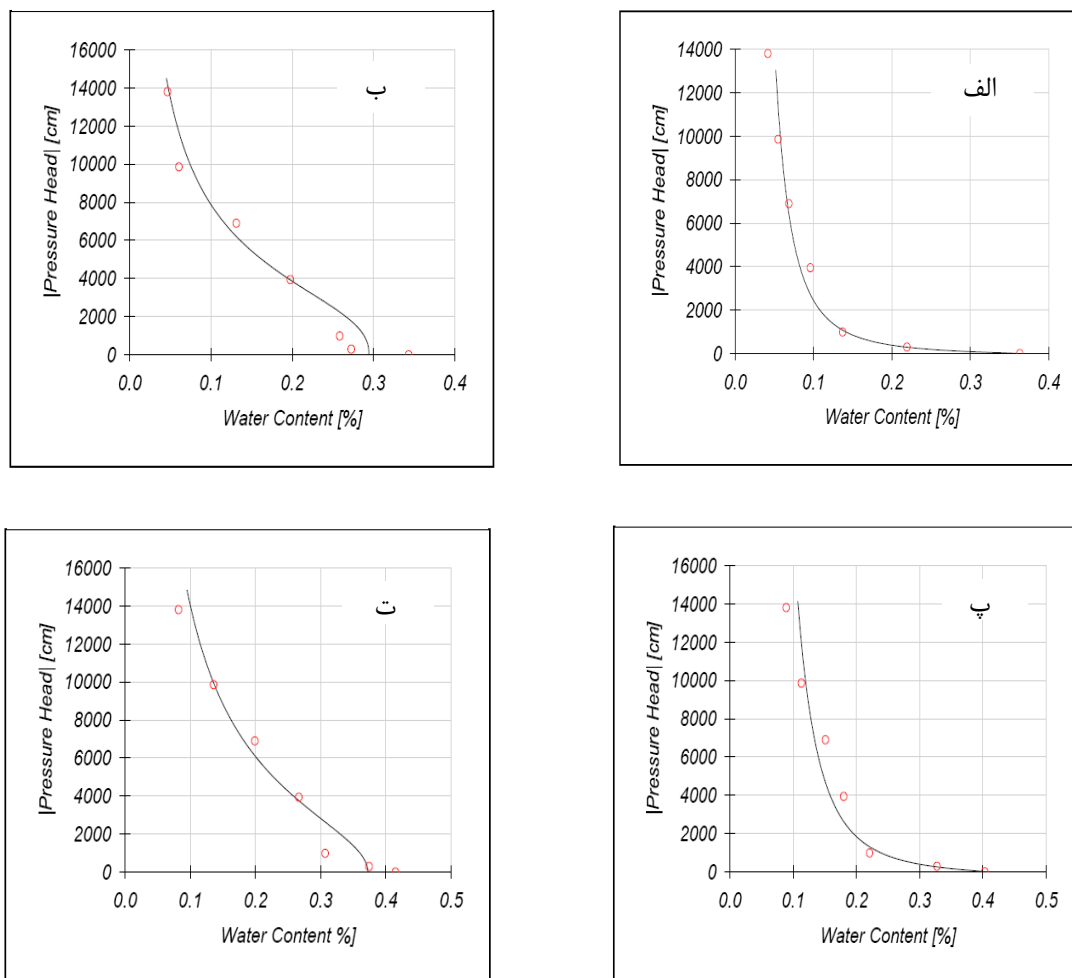 ب
16000
14000
12000
10000
8000
6000
4000
2000
0
|Pressure Head| [cm]
0.0 0.1 0.2 0.3 0.4
Water Content [%]
الف
14000
12000
10000
8000
6000
4000
2000
0
|Pressure Head| [cm]
0.0 0.1 0.2 0.3 0.4
Water Content [%]
ت
16000
14000
12000
10000
8000
6000
4000
2000
0
|Pressure Head| [cm]
0.0 0.1 0.2 0.3 0.4 0.5
Water Content %]
پ
16000
14000
12000
10000
8000
6000
4000
2000
0
|Pressure Head| [cm]
0.0 0.1 0.2 0.3 0.4 0.5
Water Content [%]